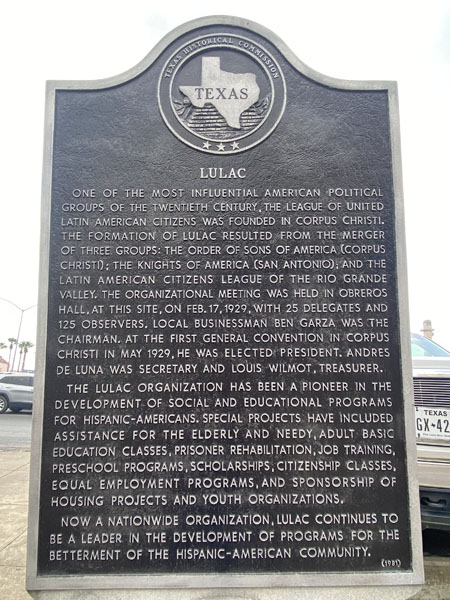 TEXAS HISTORICAL COMMISSION
TEXAS
LULAC
ONE OF THE MOST INFLUENTIAL AMERICAN POLITICAL
GROUPS OF THE TWENTIETH CENTURY, THE LEAGUE OF UNITED
LATIN AMERICAN CITIZENS WAS FOUNDED IN CORPUS CHRISTI.
THE FORMATION OF LULAC RESULTED FROM THE MERGER
OF THREE GROUPS: THE ORDER OF SONS OF AMERICA (CORPUS
CHRISTI); THE KNIGHTS OF AMERICA (SAN ANTONIO); AND THE
LATIN AMERICAN CITIZENS LEAGUE OF THE RIO GRANDE
VALLEY. THE ORGANIZATIONAL MEETING WAS HELD IN OBREROS
HALL, AT THIS SITE, ON FEB. 17, 1929, WITH 25 DELEGATES AND
125 OBSERVERS. LOCAL BUSINESSMAN BEN GARZA WAS THE
CHAIRMAN. AT THE FIRST GENERAL CONVENTION IN CORPUS
CHRISTI IN MAY 1929, HE WAS ELECTED PRESIDENT. ANDRES
DE LUNA WAS SECRETARY AND LOUIS WILMOT, TREASURER.
THE LULAC ORGANIZATION HAS BEEN A PIONEER IN THE
DEVELOPMENT OF SOCIAL AND EDUCATIONAL PROGRAMS
FOR HISPANIC-AMERICANS. SPECIAL PROJECTS HAVE INCLUDED
ASSISTANCE FOR THE ELDERLY AND NEEDY, ADULT BASIC
EDUCATION CLASSES, PRISONER REHABILITATION, JOB TRAINING,
PRESCHOOL PROGRAMS, SCHOLARSHIPS, CITIZENSHIP CLASSES,
EQUAL EMPLOYMENT PROGRAMS, AND SPONSORSHIP OF
HOUSING PROJECTS AND YOUTH ORGANIZATIONS.
NOW A NATIONWIDE ORGANIZATION, LULAC CONTINUES TO
BE A LEADER IN THE DEVELOPMENT OF PROGRAMS FOR THE
BETTERMENT OF THE HISPANIC-AMERICAN COMMUNITY.
(1981)
TEXAS
GX★42